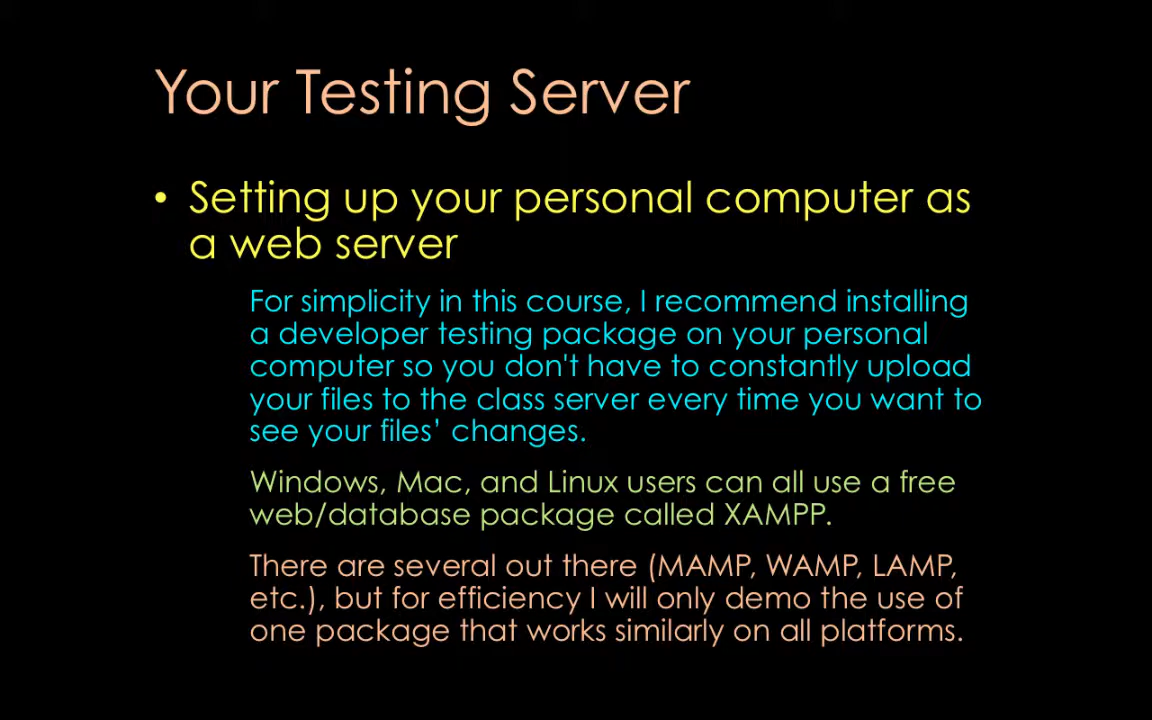 Your Testing Server
• Setting up your personal computer as
a web server
For simplicity in this course, I recommend installing
a developer testing package on your personal
computer so you don't have to constantly upload
your files to the class server every time you want to
see your files’ changes.
Windows, Mac, and Linux users can all use a free
web/database package called XAMPP.
There are several out there (MAMP, WAMP, LAMP,
etc.), but for efficiency I will only demo the use of
one package that works similarly on all platforms.